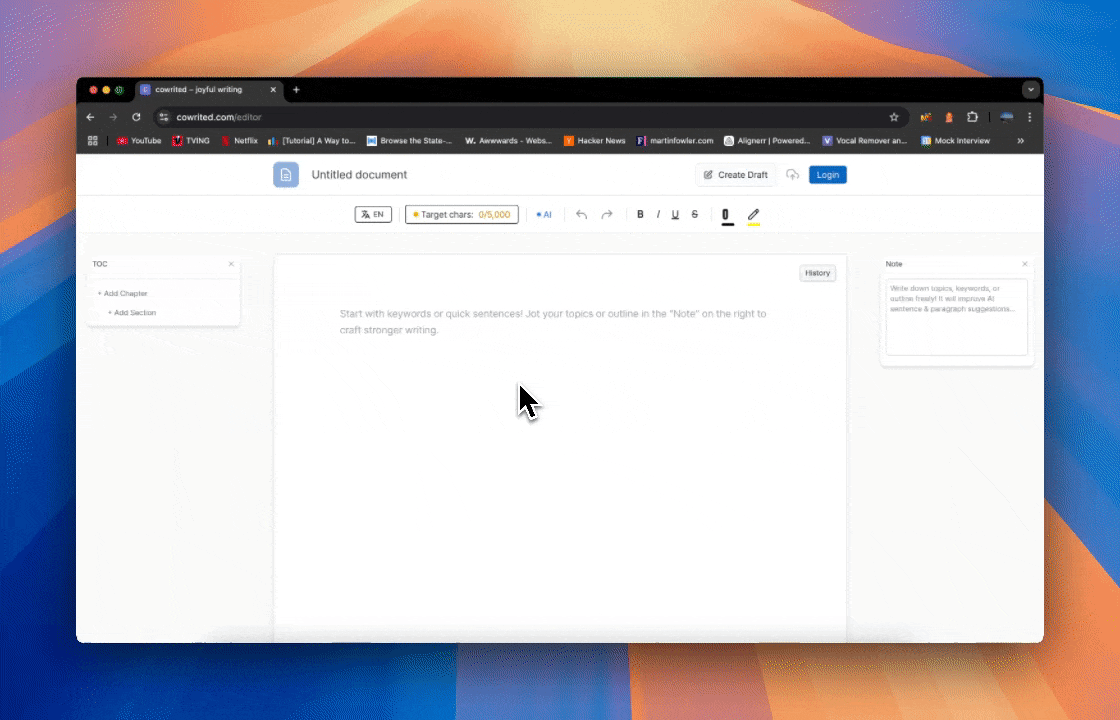 cowrited – joyful writing
cowrited.com/editor
YouTube TVING Netflix [Tutorial] A Way to... Browse the State-... Awwwards - Webs... Hacker News martinfowler.com Alignerr | Powered... Vocal Remover an... Mock Interview
Untitled document Create Draft Login
EN Target chars: 0/5,000 AI B I U S
TOC
+ Add Chapter
+ Add Section
History
Start with keywords or quick sentences! Jot your topics or outline in the "Note" on the right to
craft stronger writing.
Note
Write down topics, keywords, or
outline freely! It will improve AI
sentence & paragraph suggestions...